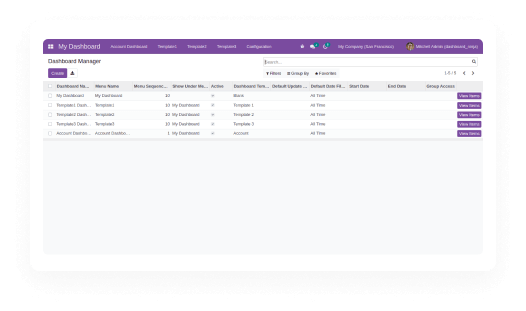 My Dashboard Account Dashboard Template1 Template2 Template3 Configuration My Company (San Francisco) Mitchell Admin (dashboard_ninja)
Dashboard Manager Search...
Create Filters Group By Favorites 1-5 / 5
Dashboard Na... Menu Name Menu Sequenc... Show Under Me... Active Dashboard Tem... Default Update ... Default Date Fil... Start Date End Date Group Access
My Dashboard My Dashboard 10 Blank All Time View Items
Template1 Dash... Template1 10 My Dashboard Template 1 All Time View Items
Template2 Dash... Template2 10 My Dashboard Template 2 All Time View Items
Template3 Dash... Template3 10 My Dashboard Template 3 All Time View Items
Account Dashbo... Account Dashbo... 1 My Dashboard Account All Time View Items